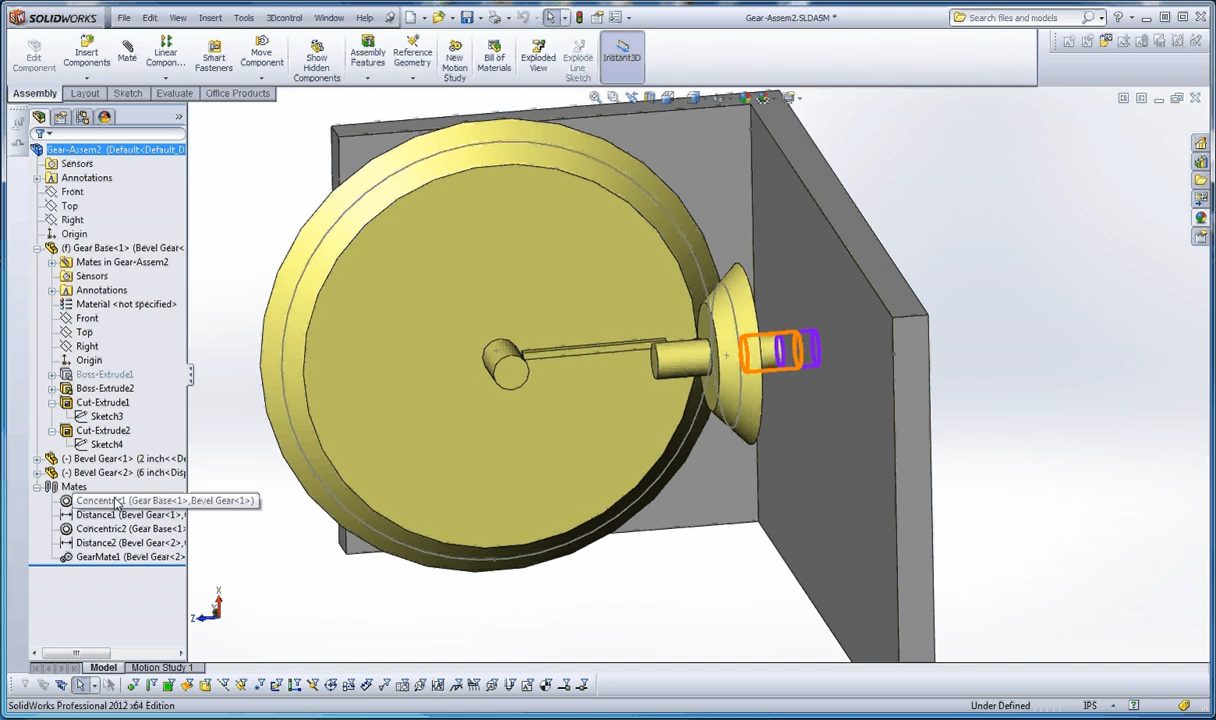 SOLIDWORKS
File Edit View Insert Tools 3Dcontrol Window Help
Gear-Assem2.SLDASM *
Search files and models
Edit Component
Insert Components
Mate
Linear Compon...
Smart Fasteners
Move Component
Show Hidden Components
Assembly Features
Reference Geometry
New Motion Study
Bill of Materials
Exploded View
Explode Line Sketch
Instant3D
Assembly Layout Sketch Evaluate Office Products
Gear-Assem2 (Default<Default_D
Sensors
Annotations
Front
Top
Right
Origin
(f) Gear Base<1> (Bevel Gear<
Mates in Gear-Assem2
Sensors
Annotations
Material <not specified>
Front
Top
Right
Origin
Boss-Extrude1
Boss-Extrude2
Cut-Extrude1
Sketch3
Cut-Extrude2
Sketch4
(-) Bevel Gear<1> (2 inch<<De
(-) Bevel Gear<2> (6 inch<Disp
Mates
Concentric1 (Gear Base<1>,Bevel Gear<1>)
Distance1 (Bevel Gear<1>,
Concentric2 (Gear Base<1>
Distance2 (Bevel Gear<2>,
GearMate1 (Bevel Gear<2>
X
Y
Z
Model Motion Study 1
SolidWorks Professional 2012 x64 Edition
Under Defined
IPS